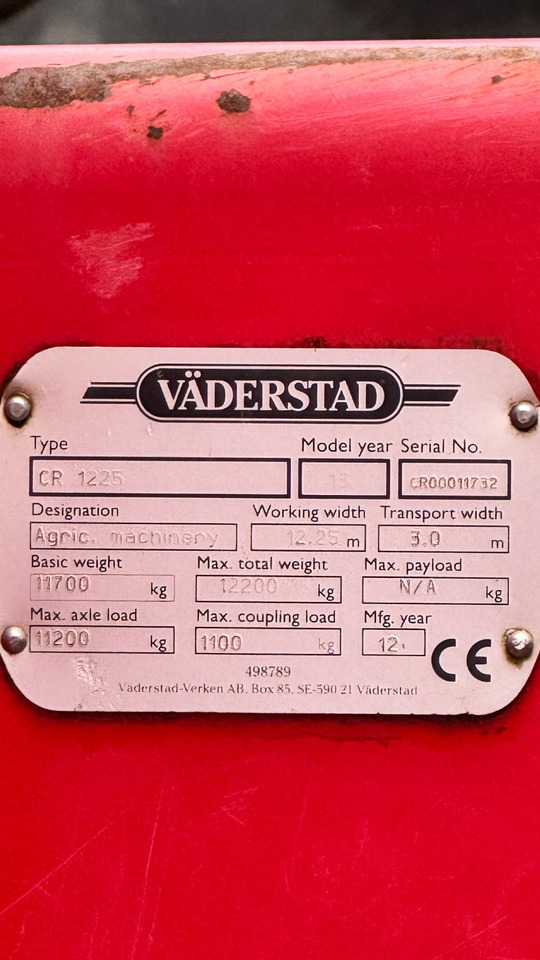 VÄDERSTAD
Type Model year Serial No.
CR 1225 13 CR00011732
Designation Working width Transport width
Agric. machinery 12.25 m 3.0 m
Basic weight Max. total weight Max. payload
11700 kg 12200 kg N/A kg
Max. axle load Max. coupling load Mfg. year
11200 kg 1100 kg 12
CE
498789
Väderstad-Verken AB. Box 85. SE-590 21 Väderstad